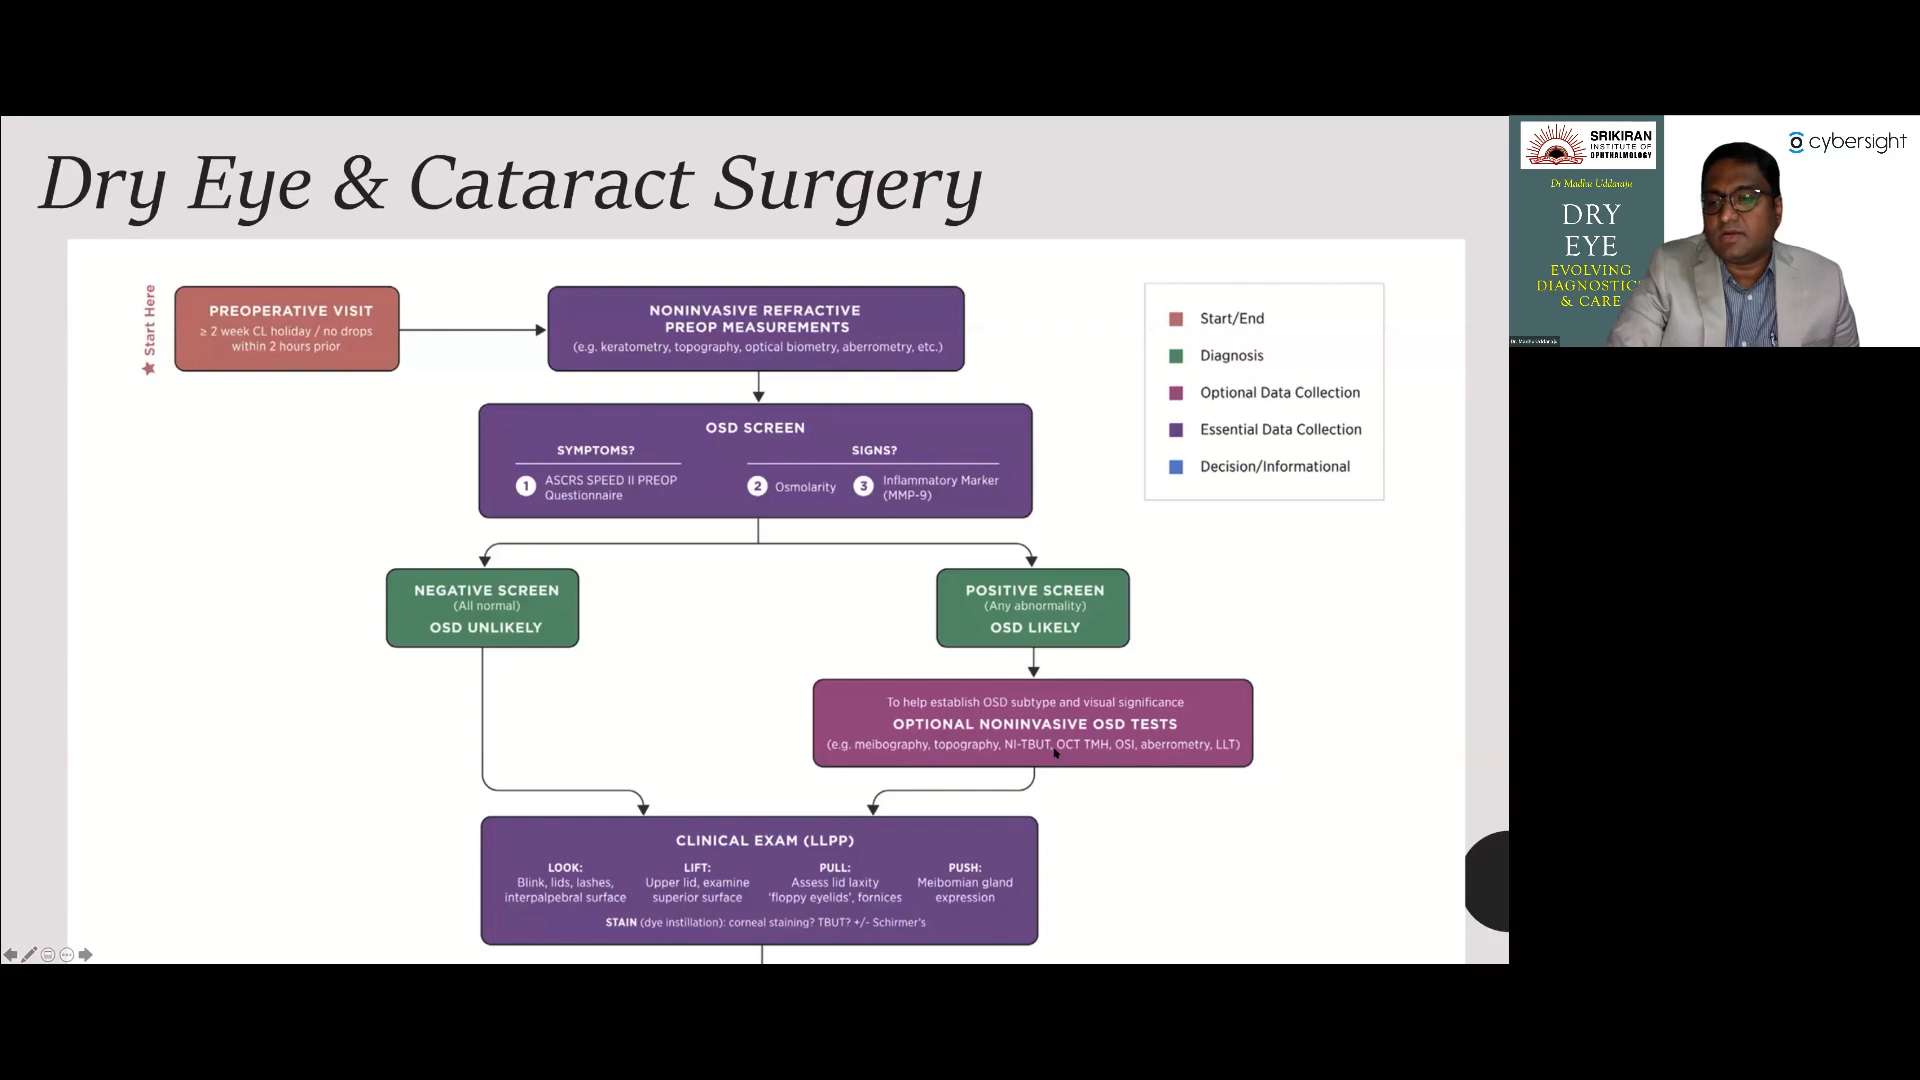 Dry Eye & Cataract Surgery
Start Here
PREOPERATIVE VISIT
≥ 2 week CL holiday / no drops
within 2 hours prior
NONINVASIVE REFRACTIVE
PREOP MEASUREMENTS
(e.g. keratometry, topography, optical biometry, aberrometry, etc.)
OSD SCREEN
SYMPTOMS?
1 ASCRS SPEED II PREOP
Questionnaire
SIGNS?
2 Osmolarity
3 Inflammatory Marker
(MMP-9)
NEGATIVE SCREEN
(All normal)
OSD UNLIKELY
POSITIVE SCREEN
(Any abnormality)
OSD LIKELY
To help establish OSD subtype and visual significance
OPTIONAL NONINVASIVE OSD TESTS
(e.g. meibography, topography, NI-TBUT, OCT TMH, OSI, aberrometry, LLT)
CLINICAL EXAM (LLPP)
LOOK:
Blink, lids, lashes,
interpalpebral surface
LIFT:
Upper lid, examine
superior surface
PULL:
Assess lid laxity
'floppy eyelids', fornices
PUSH:
Meibomian gland
expression
STAIN (dye instillation): corneal staining? TBUT? +/- Schirmer's
Start/End
Diagnosis
Optional Data Collection
Essential Data Collection
Decision/Informational
SRIKIRAN
INSTITUTE OF
OPHTHALMOLOGY
Dr Madhu Uddaraju
DRY
EYE
EVOLVING
DIAGNOSTIC
& CARE
cybersight
Dr. Madhu Uddaraju